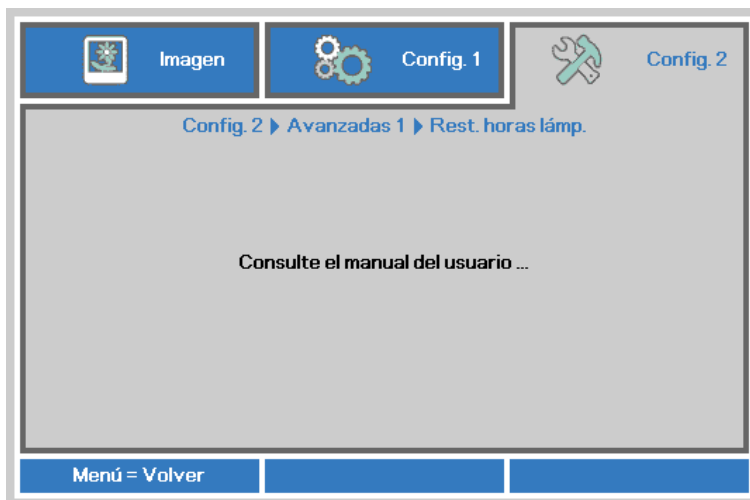 Imagen
Config. 1
Config. 2
Config. 2 ▶ Avanzadas 1 ▶ Rest. horas lámp.
Consulte el manual del usuario ...
Menú = Volver